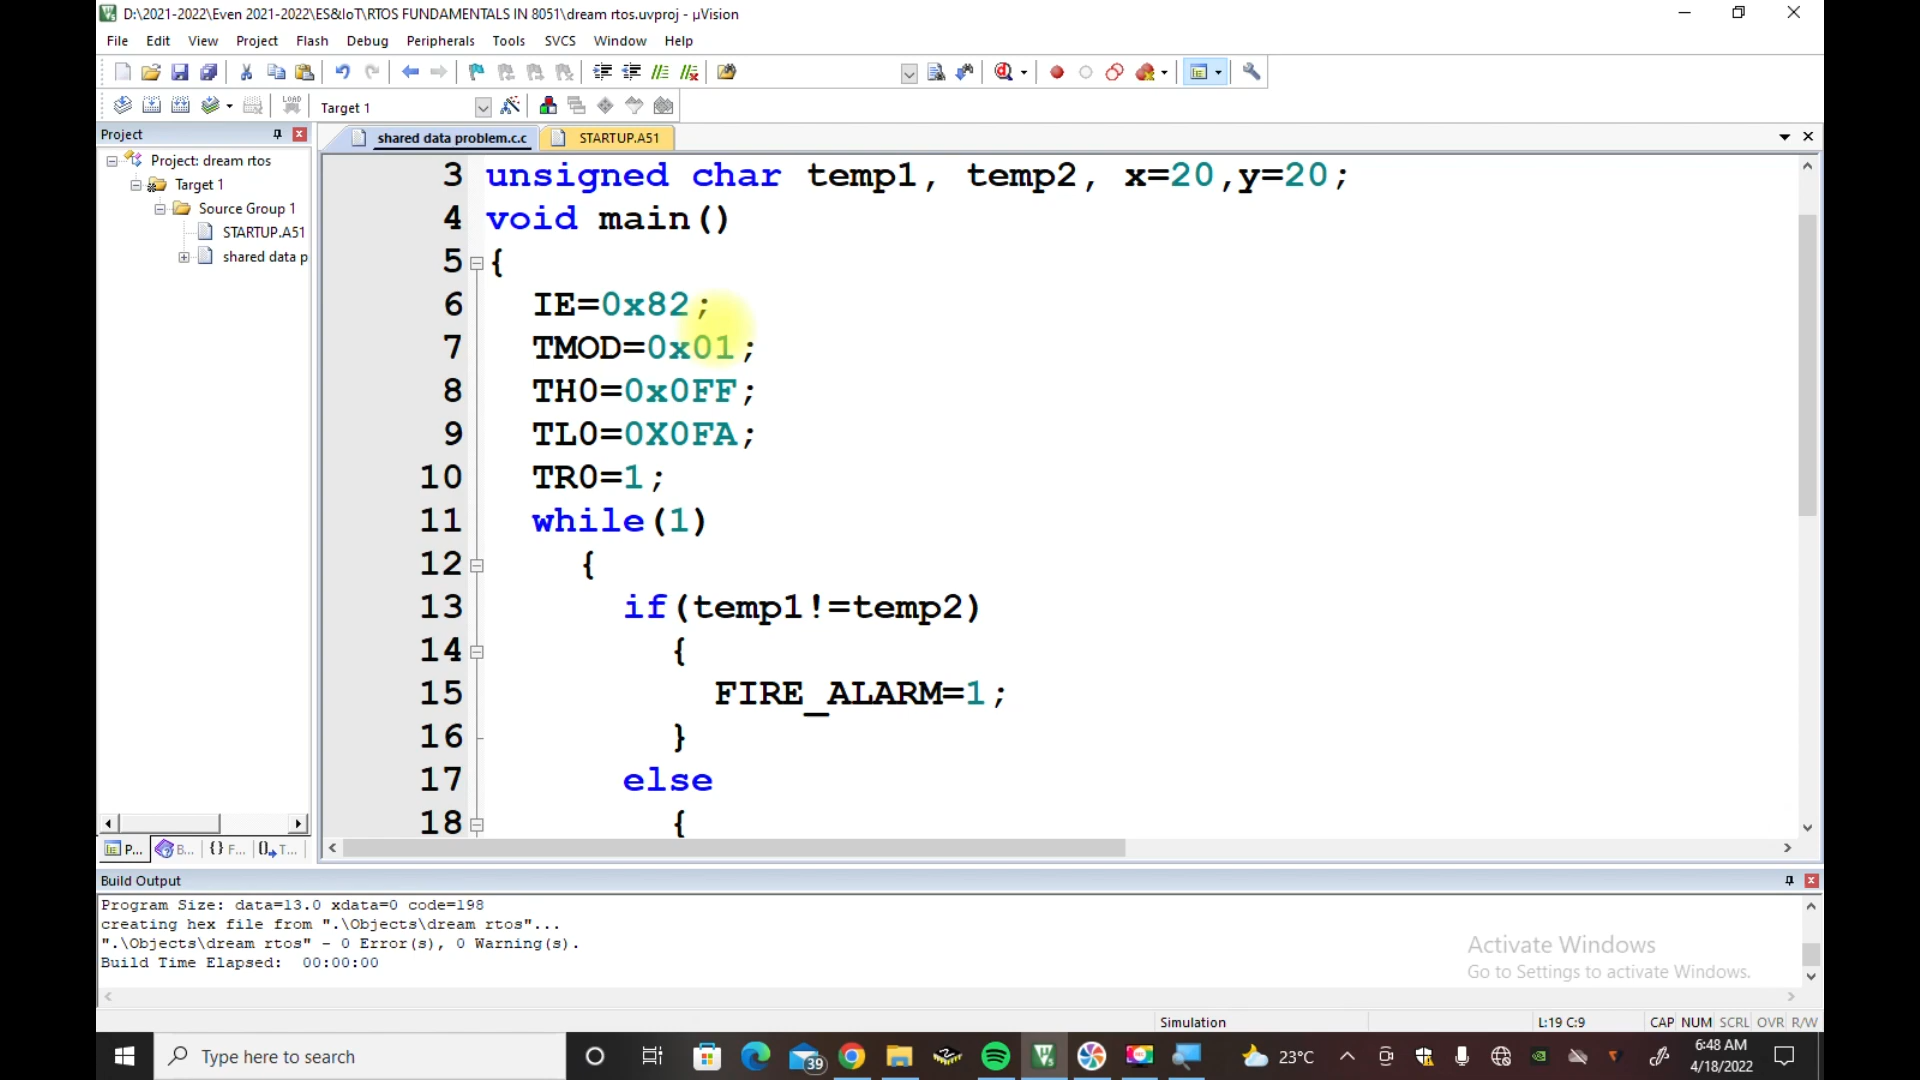 D:\2021-2022\Even 2021-2022\ES&IoT\RTOS FUNDAMENTALS IN 8051\dream rtos.uvproj - µVision
File Edit View Project Flash Debug Peripherals Tools SVCS Window Help
LOAD Target 1
Project
shared data problem.c.c STARTUP.A51
Project: dream rtos
Target 1
Source Group 1
STARTUP.A51
shared data p
3 unsigned char temp1, temp2, x=20,y=20;
4 void main()
5 {
6 IE=0x82;
7 TMOD=0x01;
8 TH0=0x0FF;
9 TL0=0X0FA;
10 TR0=1;
11 while(1)
12 {
13 if(temp1!=temp2)
14 {
15 FIRE_ALARM=1;
16 }
17 else
18 {
P... B... {} F... 0 T...
Build Output
Program Size: data=13.0 xdata=0 code=198
creating hex file from ".\Objects\dream rtos"...
".\Objects\dream rtos" - 0 Error(s), 0 Warning(s).
Build Time Elapsed: 00:00:00
Activate Windows
Go to Settings to activate Windows.
Simulation L:19 C:9 CAP NUM SCRL OVR R/W
Type here to search
39
23°C
6:48 AM
4/18/2022